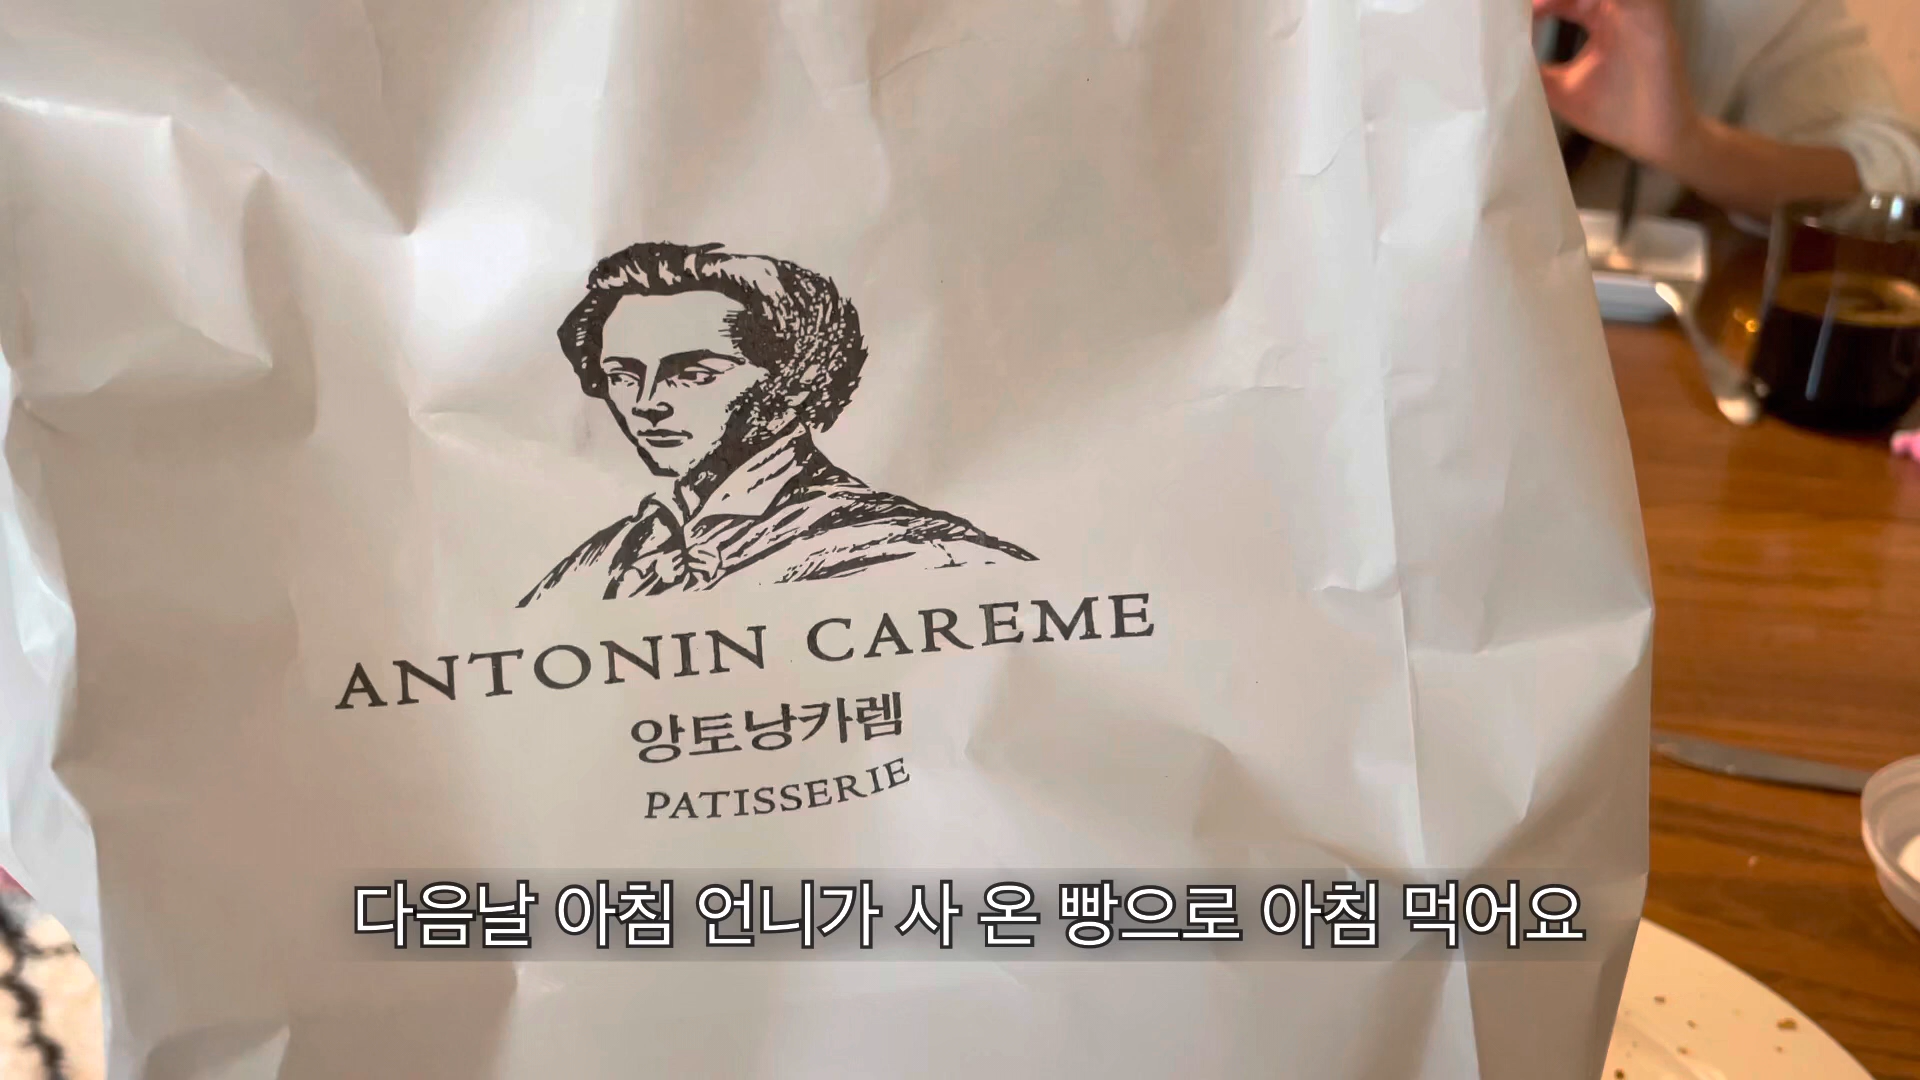 ANTONIN CAREME
앙토낭카렘
PATISSERIE
다음날 아침 언니가 사 온 빵으로 아침 먹어요